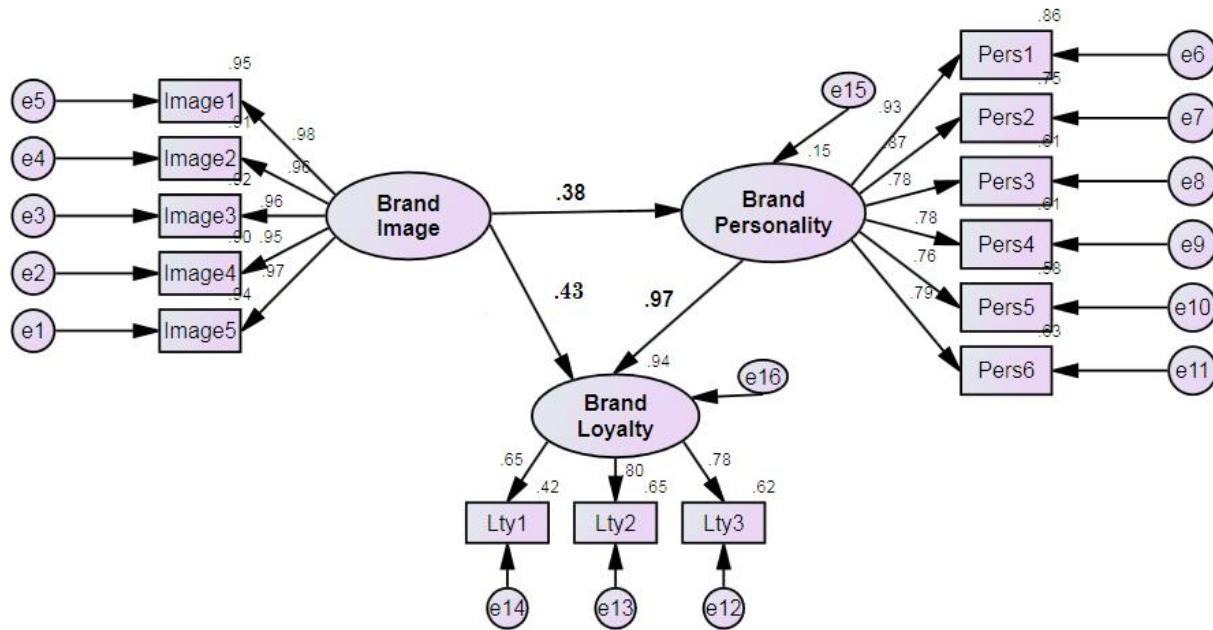 .86
.95
e5
Image1
Pers1
e6
e15
.91
.98
.93
.75
e4
Image2
Pers2
e7
.96
.87
.15
.92
.61
e3
Image3
.96
Brand
Image
.38
Brand
Personality
.78
Pers3
e8
.90
.95
.78
.61
e2
Image4
Pers4
e9
.97
.76
.94
.58
e1
Image5
.43
.97
.79
Pers5
e10
.63
.94
e16
Pers6
e11
Brand
Loyalty
.65
.80
.78
.42
.65
.62
Lty1
Lty2
Lty3
e14
e13
e12